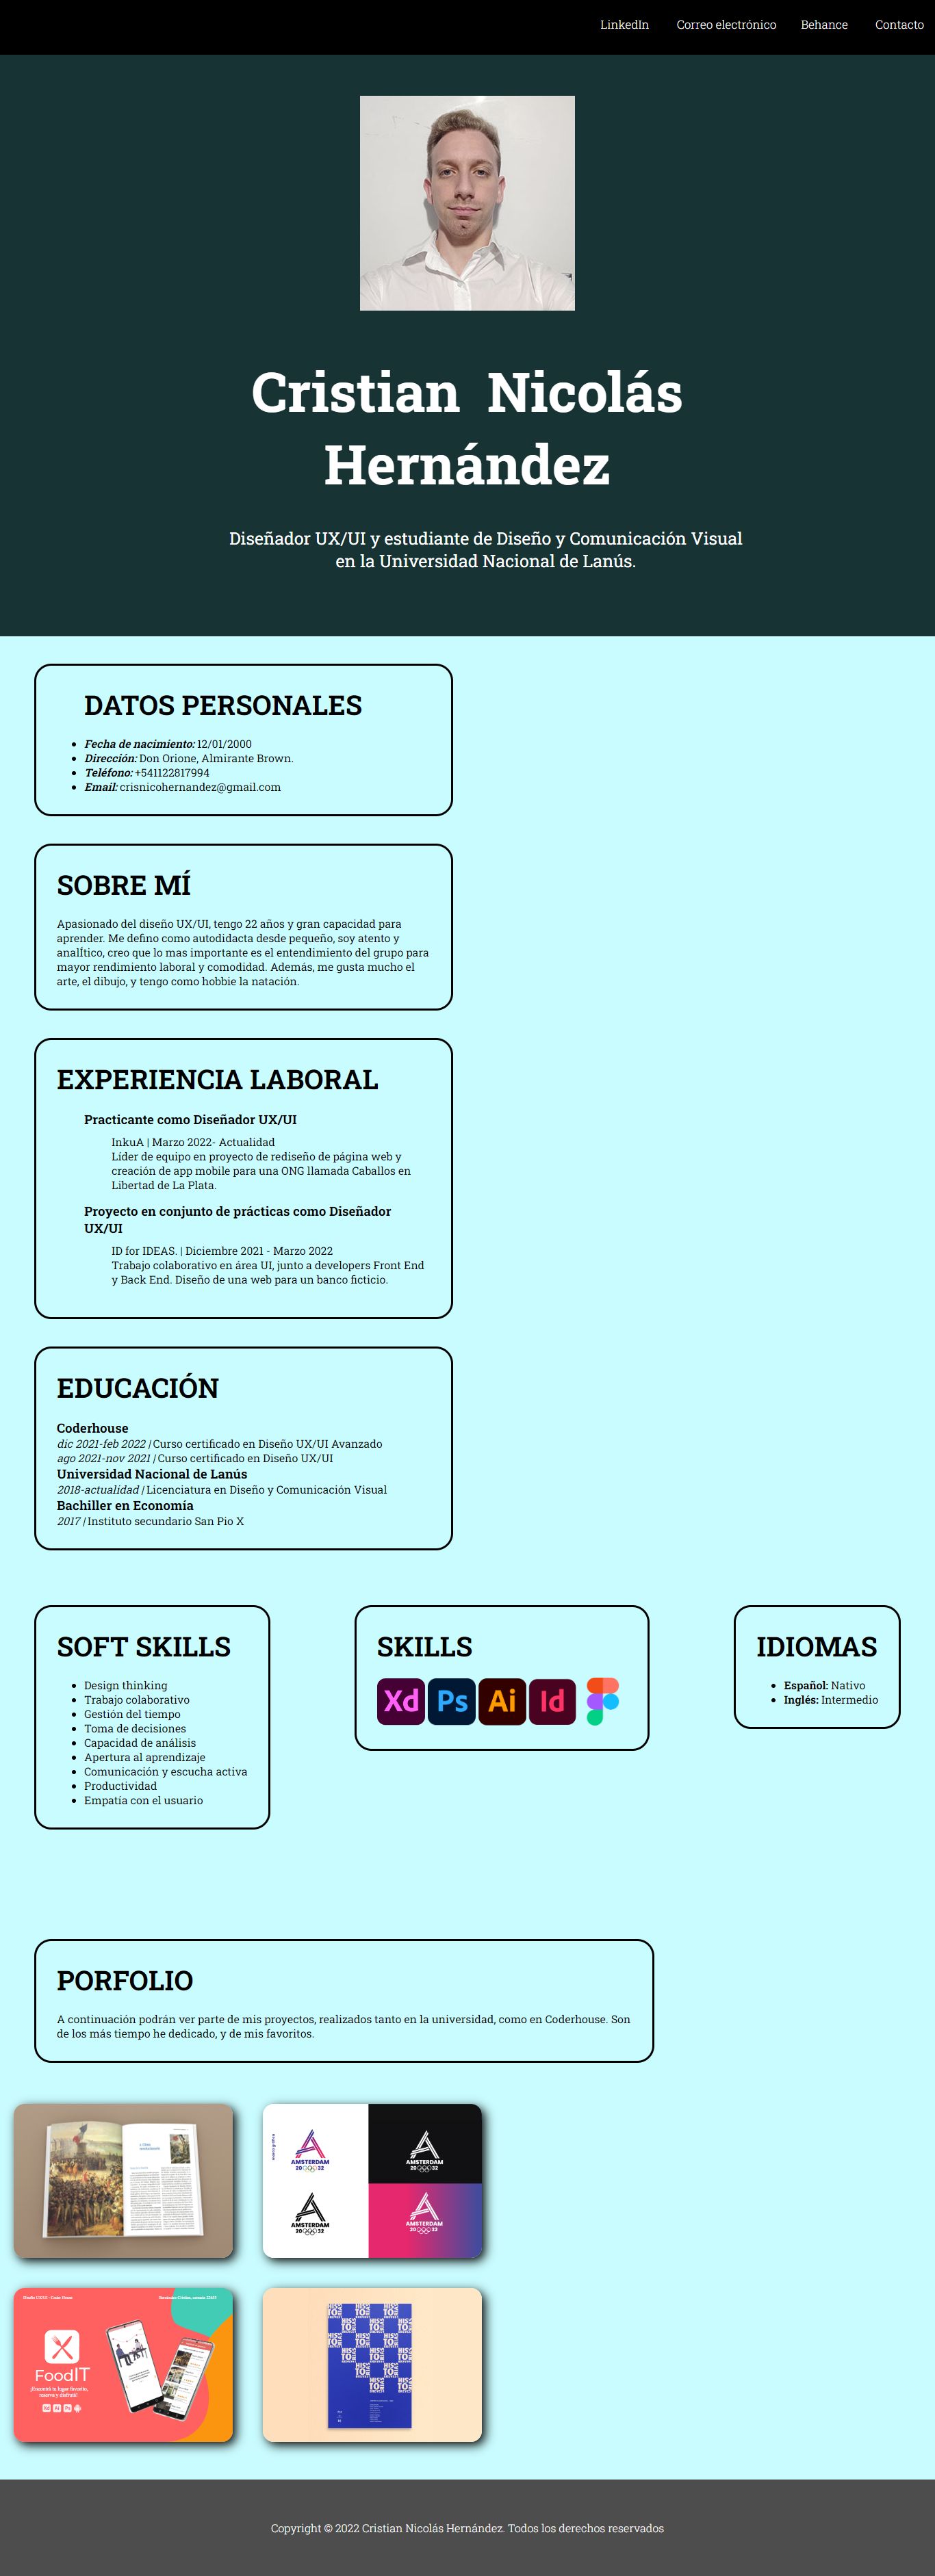 LinkedIn Correo electrónico Behance Contacto
Cristian Nicolás
Hernández
Diseñador UX/UI y estudiante de Diseño y Comunicación Visual
en la Universidad Nacional de Lanús.
DATOS PERSONALES
Fecha de nacimiento: 12/01/2000
Dirección: Don Orione, Almirante Brown.
Teléfono: +541122817994
Email: crisnicohernandez@gmail.com
SOBRE MÍ
Apasionado del diseño UX/UI, tengo 22 años y gran capacidad para
aprender. Me defino como autodidacta desde pequeño, soy atento y
analÍtico, creo que lo mas importante es el entendimiento del grupo para
mayor rendimiento laboral y comodidad. Además, me gusta mucho el
arte, el dibujo, y tengo como hobbie la natación.
EXPERIENCIA LABORAL
Practicante como Diseñador UX/UI
InkuA | Marzo 2022- Actualidad
Líder de equipo en proyecto de rediseño de página web y
creación de app mobile para una ONG llamada Caballos en
Libertad de La Plata.
Proyecto en conjunto de prácticas como Diseñador
UX/UI
ID for IDEAS. | Diciembre 2021 - Marzo 2022
Trabajo colaborativo en área UI, junto a developers Front End
y Back End. Diseño de una web para un banco ficticio.
EDUCACIÓN
Coderhouse
dic 2021-feb 2022 | Curso certificado en Diseño UX/UI Avanzado
ago 2021-nov 2021 | Curso certificado en Diseño UX/UI
Universidad Nacional de Lanús
2018-actualidad | Licenciatura en Diseño y Comunicación Visual
Bachiller en Economía
2017 | Instituto secundario San Pio X
SOFT SKILLS
Design thinking
Trabajo colaborativo
Gestión del tiempo
Toma de decisiones
Capacidad de análisis
Apertura al aprendizaje
Comunicación y escucha activa
Productividad
Empatía con el usuario
SKILLS
Xd Ps Ai Id
IDIOMAS
Español: Nativo
Inglés: Intermedio
PORFOLIO
A continuación podrán ver parte de mis proyectos, realizados tanto en la universidad, como en Coderhouse. Son
de los más tiempo he dedicado, y de mis favoritos.
AMSTERDAM
20 32
AMSTERDAM
20 32
AMSTERDAM
20 32
AMSTERDAM
20 32
FoodIT
Copyright © 2022 Cristian Nicolás Hernández. Todos los derechos reservados